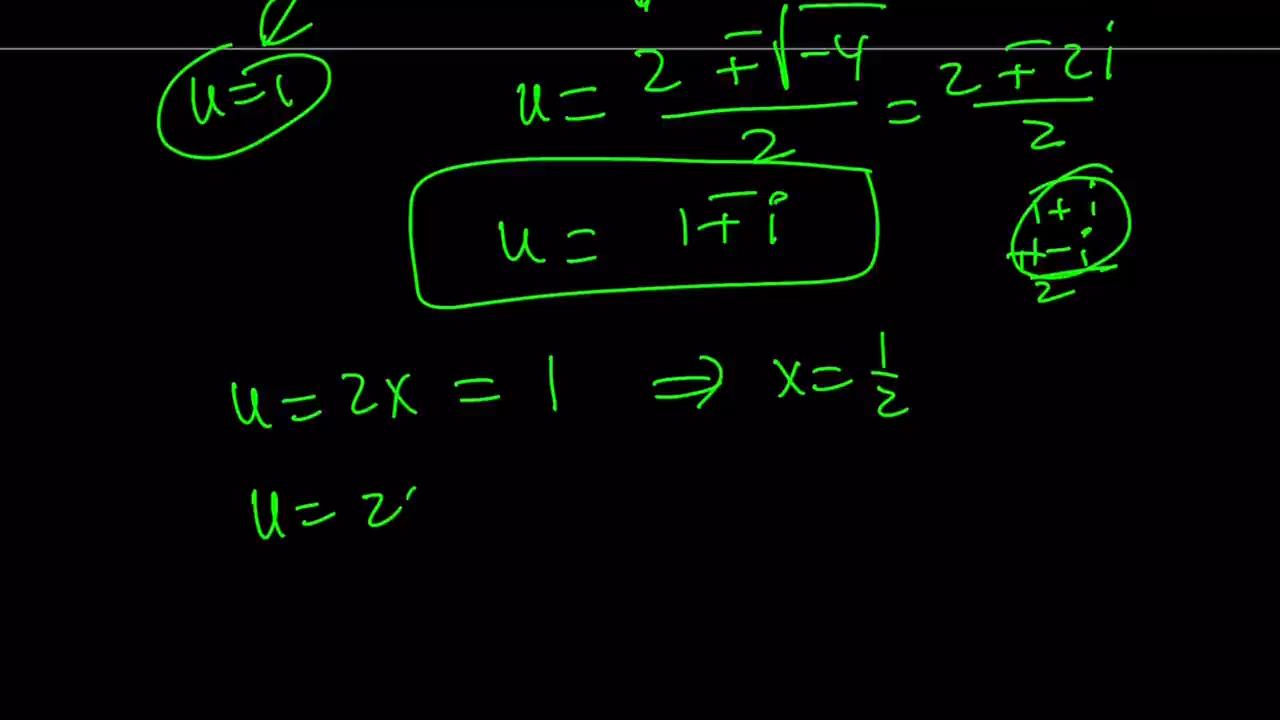 u=1
u = (2 ∓ √-4)/2 = (2 ∓ 2i)/2
u = 1 ∓ i
1+i
1-i
2
u = 2x = 1 ⇒ x = 1/2
u = 2